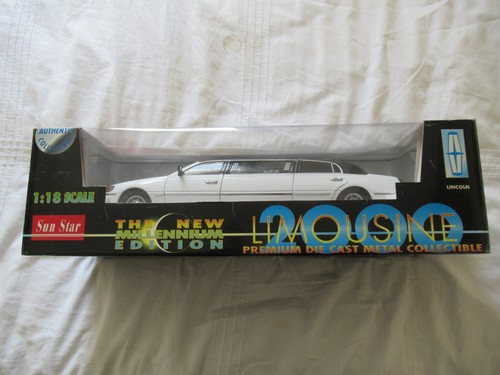 AUTHENTIC
LINCOLN
1:18 SCALE
Sun Star
THE NEW
MILLENNIUM
EDITION
2000
LIMOUSINE
PREMIUM DIE CAST METAL COLLECTIBLE